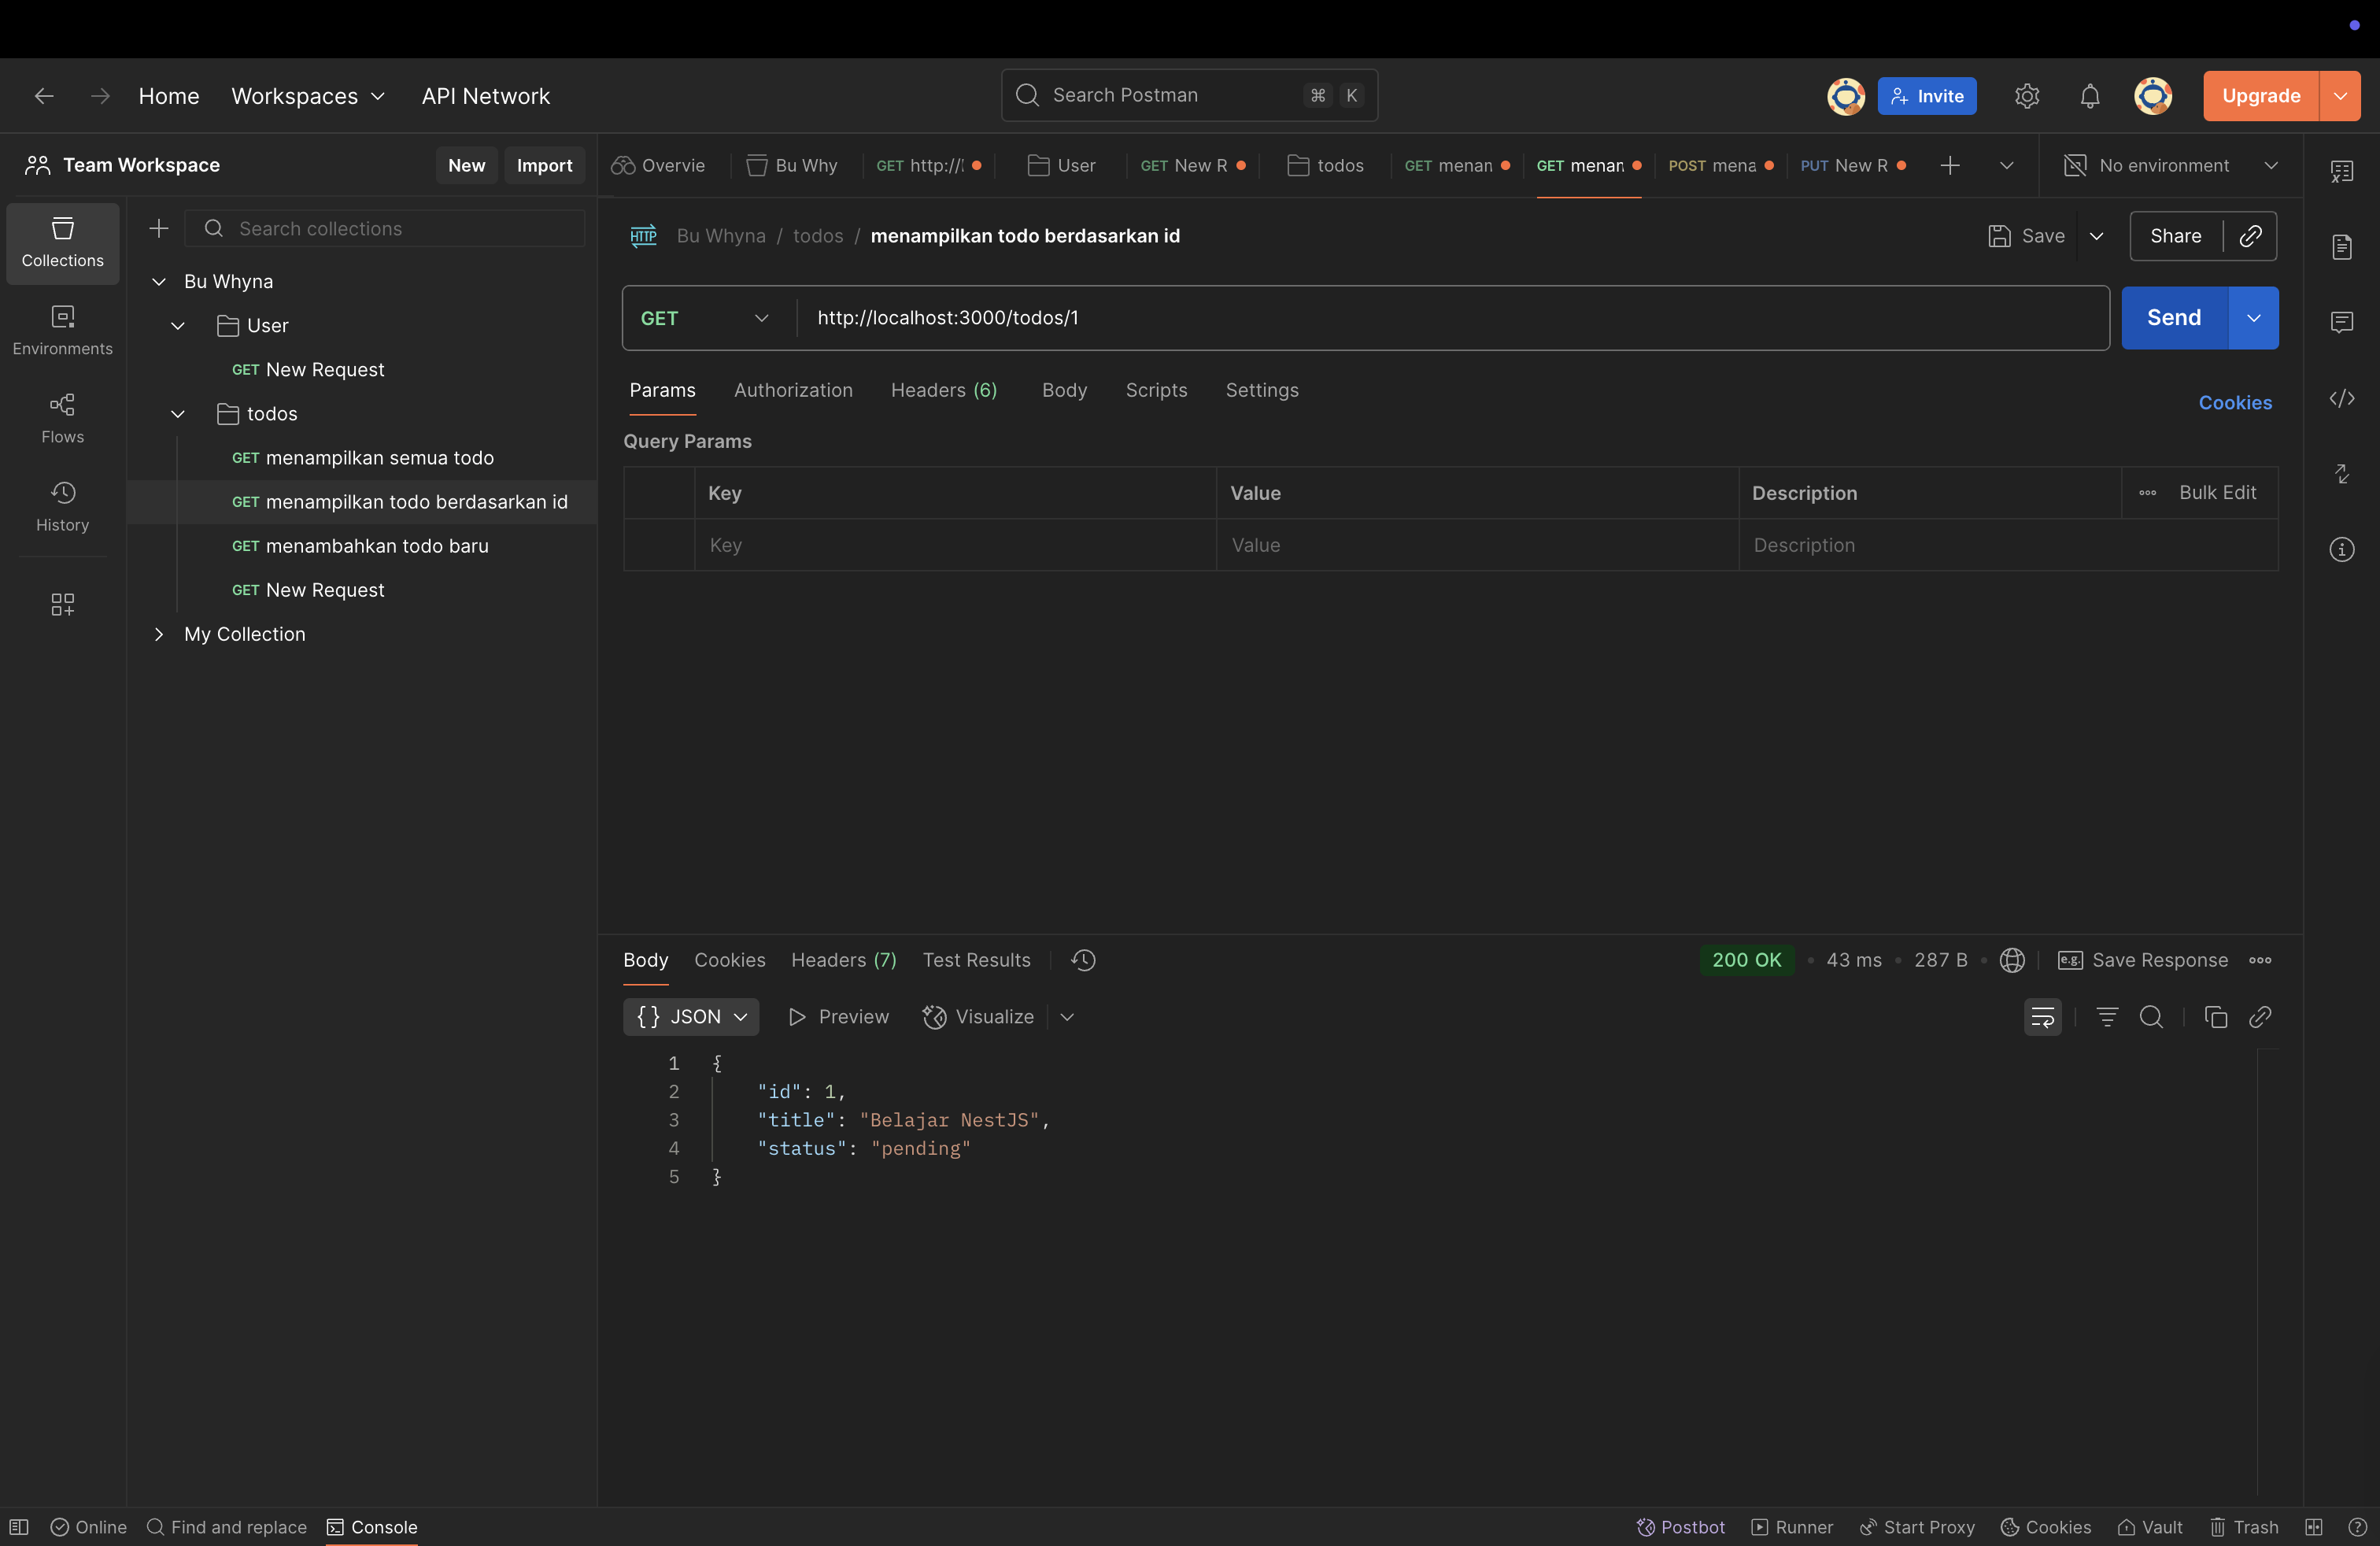 Home Workspaces API Network Search Postman ⌘ K Invite Upgrade
Team Workspace New Import
Overvie Bu Why GET http://l User GET New R todos GET menan GET menan POST mena PUT New R No environment
Collections
Environments
Flows
History
Search collections
Bu Whyna
User
GET New Request
todos
GET menampilkan semua todo
GET menampilkan todo berdasarkan id
GET menambahkan todo baru
GET New Request
My Collection
HTTP Bu Whyna / todos / menampilkan todo berdasarkan id Save Share
GET http://localhost:3000/todos/1 Send
Params Authorization Headers (6) Body Scripts Settings Cookies
Query Params
Key Value Description Bulk Edit
Key Value Description
Body Cookies Headers (7) Test Results 200 OK • 43 ms • 287 B • e.g. Save Response
{ } JSON Preview Visualize
1 {
2 "id": 1,
3 "title": "Belajar NestJS",
4 "status": "pending"
5 }
Online Find and replace Console Postbot Runner Start Proxy Cookies Vault Trash